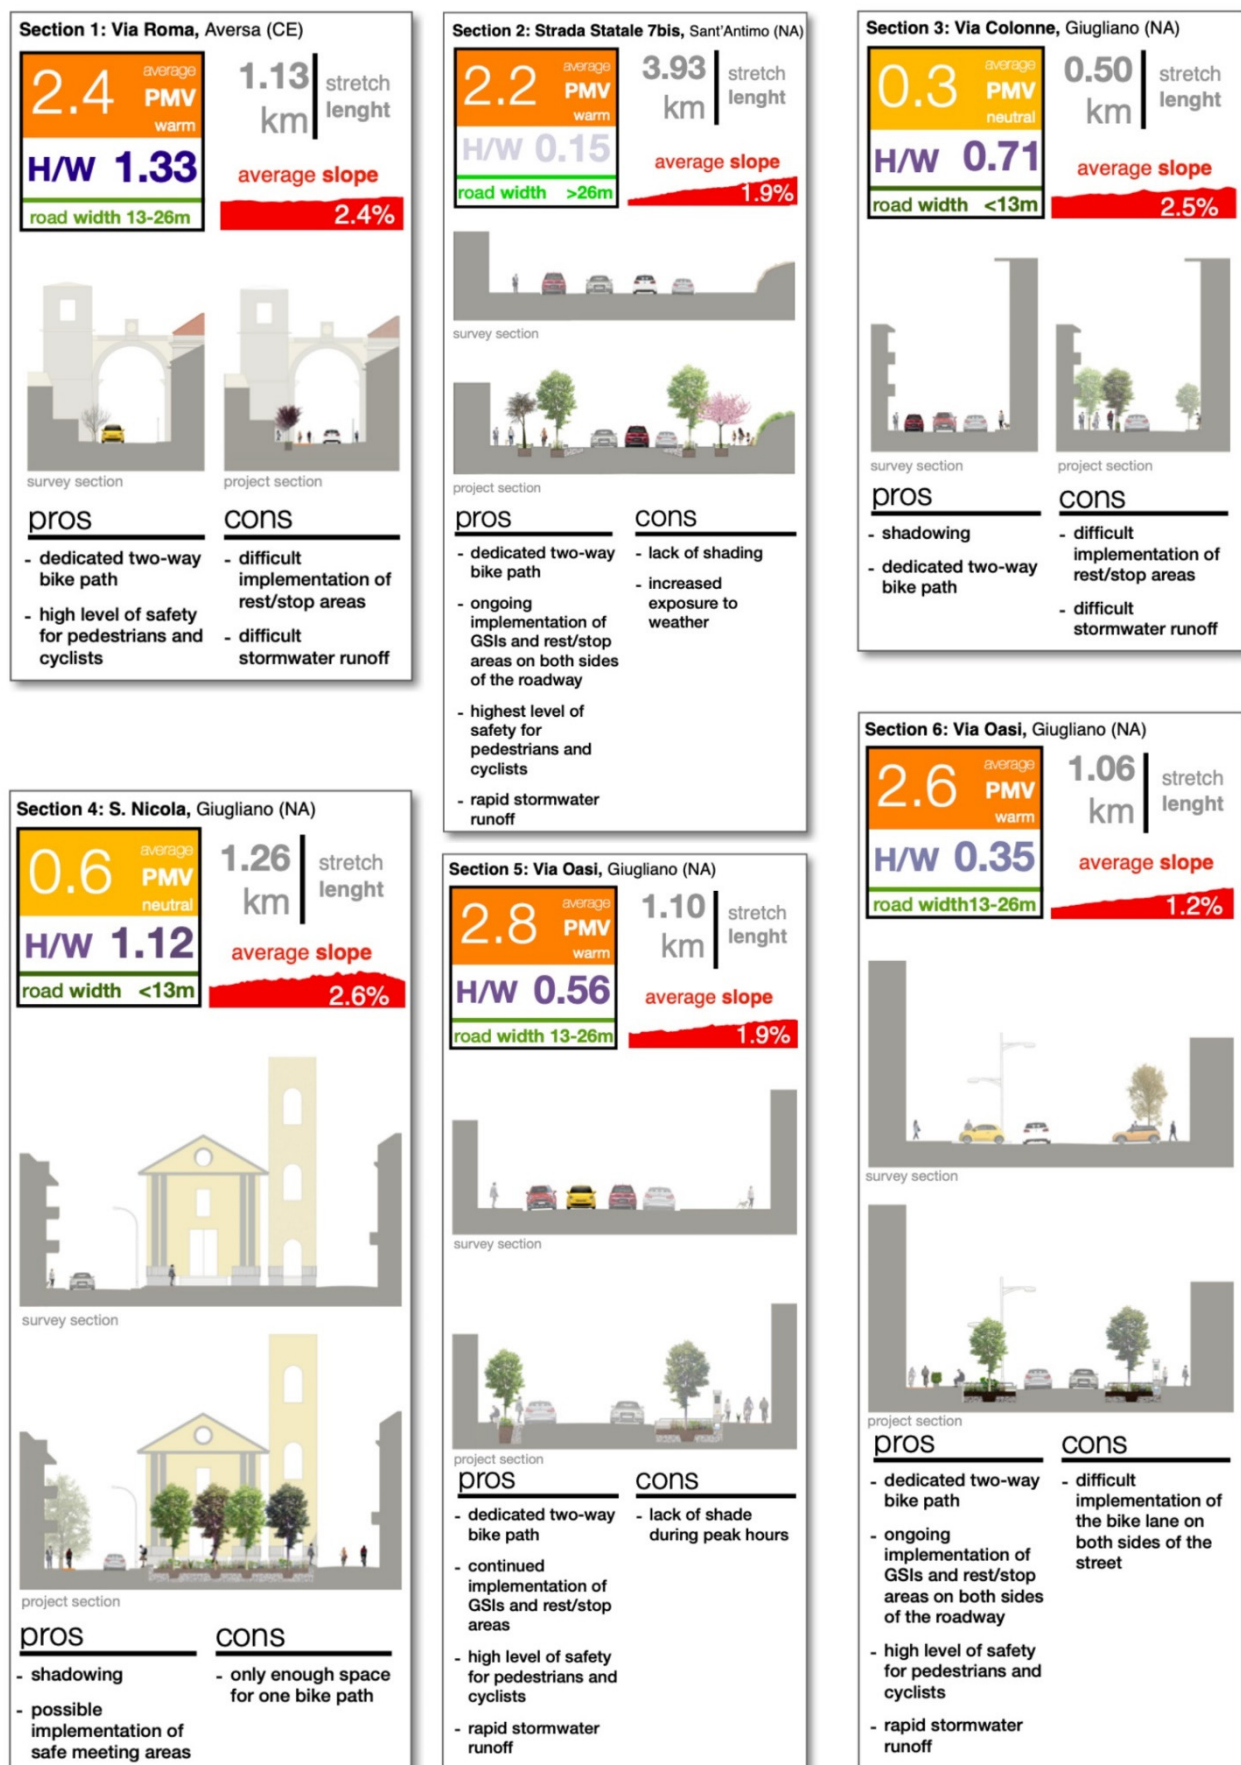 Section 1: Via Roma, Aversa (CE)
2.4
average
PMV
warm
1.13
km
stretch
lenght
H/W 1.33
average slope
road width 13-26m
2.4%
survey section
project section
pros
cons
- dedicated two-way
bike path
- high level of safety
for pedestrians and
cyclists
- difficult
implementation of
rest/stop areas
- difficult
stormwater runoff
Section 2: Strada Statale 7bis, Sant'Antimo (NA)
2.2
average
PMV
warm
3.93
km
stretch
lenght
H/W 0.15
average slope
road width >26m
1.9%
survey section
project section
pros
cons
- dedicated two-way
bike path
- ongoing
implementation of
GSIs and rest/stop
areas on both sides
of the roadway
- highest level of
safety for
pedestrians and
cyclists
- rapid stormwater
runoff
- lack of shading
- increased
exposure to
weather
Section 3: Via Colonne, Giugliano (NA)
0.3
average
PMV
neutral
0.50
km
stretch
lenght
H/W 0.71
average slope
road width <13m
2.5%
survey section
project section
pros
cons
- shadowing
- dedicated two-way
bike path
- difficult
implementation of
rest/stop areas
- difficult
stormwater runoff
Section 4: S. Nicola, Giugliano (NA)
0.6
average
PMV
neutral
1.26
km
stretch
lenght
H/W 1.12
average slope
road width <13m
2.6%
survey section
project section
pros
cons
- shadowing
- possible
implementation of
safe meeting areas
- only enough space
for one bike path
Section 5: Via Oasi, Giugliano (NA)
2.8
average
PMV
warm
1.10
km
stretch
lenght
H/W 0.56
average slope
road width 13-26m
1.9%
survey section
project section
pros
cons
- dedicated two-way
bike path
- continued
implementation of
GSIs and rest/stop
areas
- high level of safety
for pedestrians and
cyclists
- rapid stormwater
runoff
- lack of shade
during peak hours
Section 6: Via Oasi, Giugliano (NA)
2.6
average
PMV
warm
1.06
km
stretch
lenght
H/W 0.35
average slope
road width13-26m
1.2%
survey section
project section
pros
cons
- dedicated two-way
bike path
- ongoing
implementation of
GSIs and rest/stop
areas on both sides
of the roadway
- high level of safety
for pedestrians and
cyclists
- rapid stormwater
runoff
- difficult
implementation of
the bike lane on
both sides of the
street